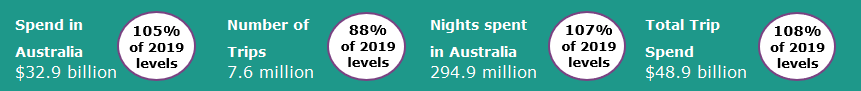 Spend in
Australia
$32.9 billion
105%
of 2019
levels
Number of
Trips
7.6 million
88%
of 2019
levels
Nights spent
in Australia
294.9 million
107%
of 2019
levels
Total Trip
Spend
$48.9 billion
108%
of 2019
levels